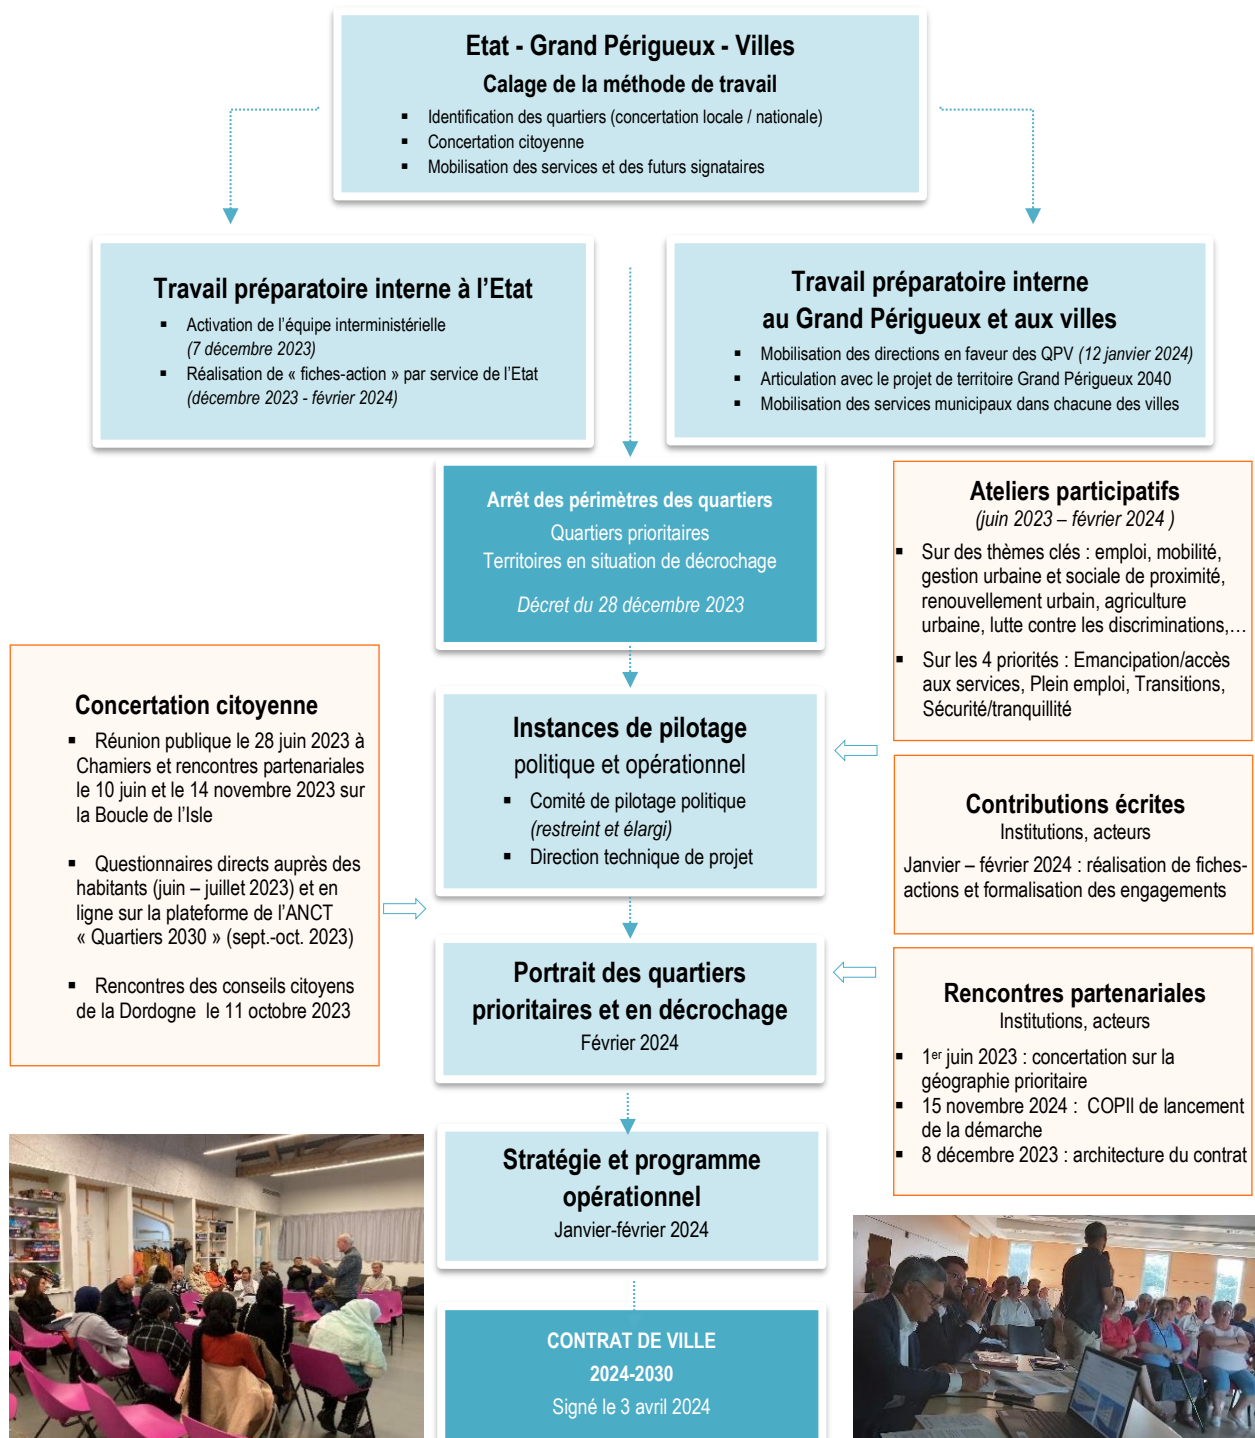 Etat - Grand Périgueux - Villes
Calage de la méthode de travail
▪ Identification des quartiers (concertation locale / nationale)
▪ Concertation citoyenne
▪ Mobilisation des services et des futurs signataires
Travail préparatoire interne à l'Etat
▪ Activation de l'équipe interministérielle
(7 décembre 2023)
▪ Réalisation de « fiches-action » par service de l'Etat
(décembre 2023 - février 2024)
Travail préparatoire interne
au Grand Périgueux et aux villes
▪ Mobilisation des directions en faveur des QPV (12 janvier 2024)
▪ Articulation avec le projet de territoire Grand Périgueux 2040
▪ Mobilisation des services municipaux dans chacune des villes
Arrêt des périmètres des quartiers
Quartiers prioritaires
Territoires en situation de décrochage
Décret du 28 décembre 2023
Ateliers participatifs
(juin 2023 – février 2024 )
▪ Sur des thèmes clés : emploi, mobilité,
gestion urbaine et sociale de proximité,
renouvellement urbain, agriculture
urbaine, lutte contre les discriminations,…
▪ Sur les 4 priorités : Emancipation/accès
aux services, Plein emploi, Transitions,
Sécurité/tranquillité
Concertation citoyenne
▪ Réunion publique le 28 juin 2023 à
Chamiers et rencontres partenariales
le 10 juin et le 14 novembre 2023 sur
la Boucle de l'Isle
▪ Questionnaires directs auprès des
habitants (juin – juillet 2023) et en
ligne sur la plateforme de l'ANCT
« Quartiers 2030 » (sept.-oct. 2023)
▪ Rencontres des conseils citoyens
de la Dordogne le 11 octobre 2023
Instances de pilotage
politique et opérationnel
▪ Comité de pilotage politique
(restreint et élargi)
▪ Direction technique de projet
Contributions écrites
Institutions, acteurs
Janvier – février 2024 : réalisation de fiches-
actions et formalisation des engagements
Portrait des quartiers
prioritaires et en décrochage
Février 2024
Rencontres partenariales
Institutions, acteurs
▪ 1er juin 2023 : concertation sur la
géographie prioritaire
▪ 15 novembre 2024 : COPIl de lancement
de la démarche
▪ 8 décembre 2023 : architecture du contrat
Stratégie et programme
opérationnel
Janvier-février 2024
CONTRAT DE VILLE
2024-2030
Signé le 3 avril 2024